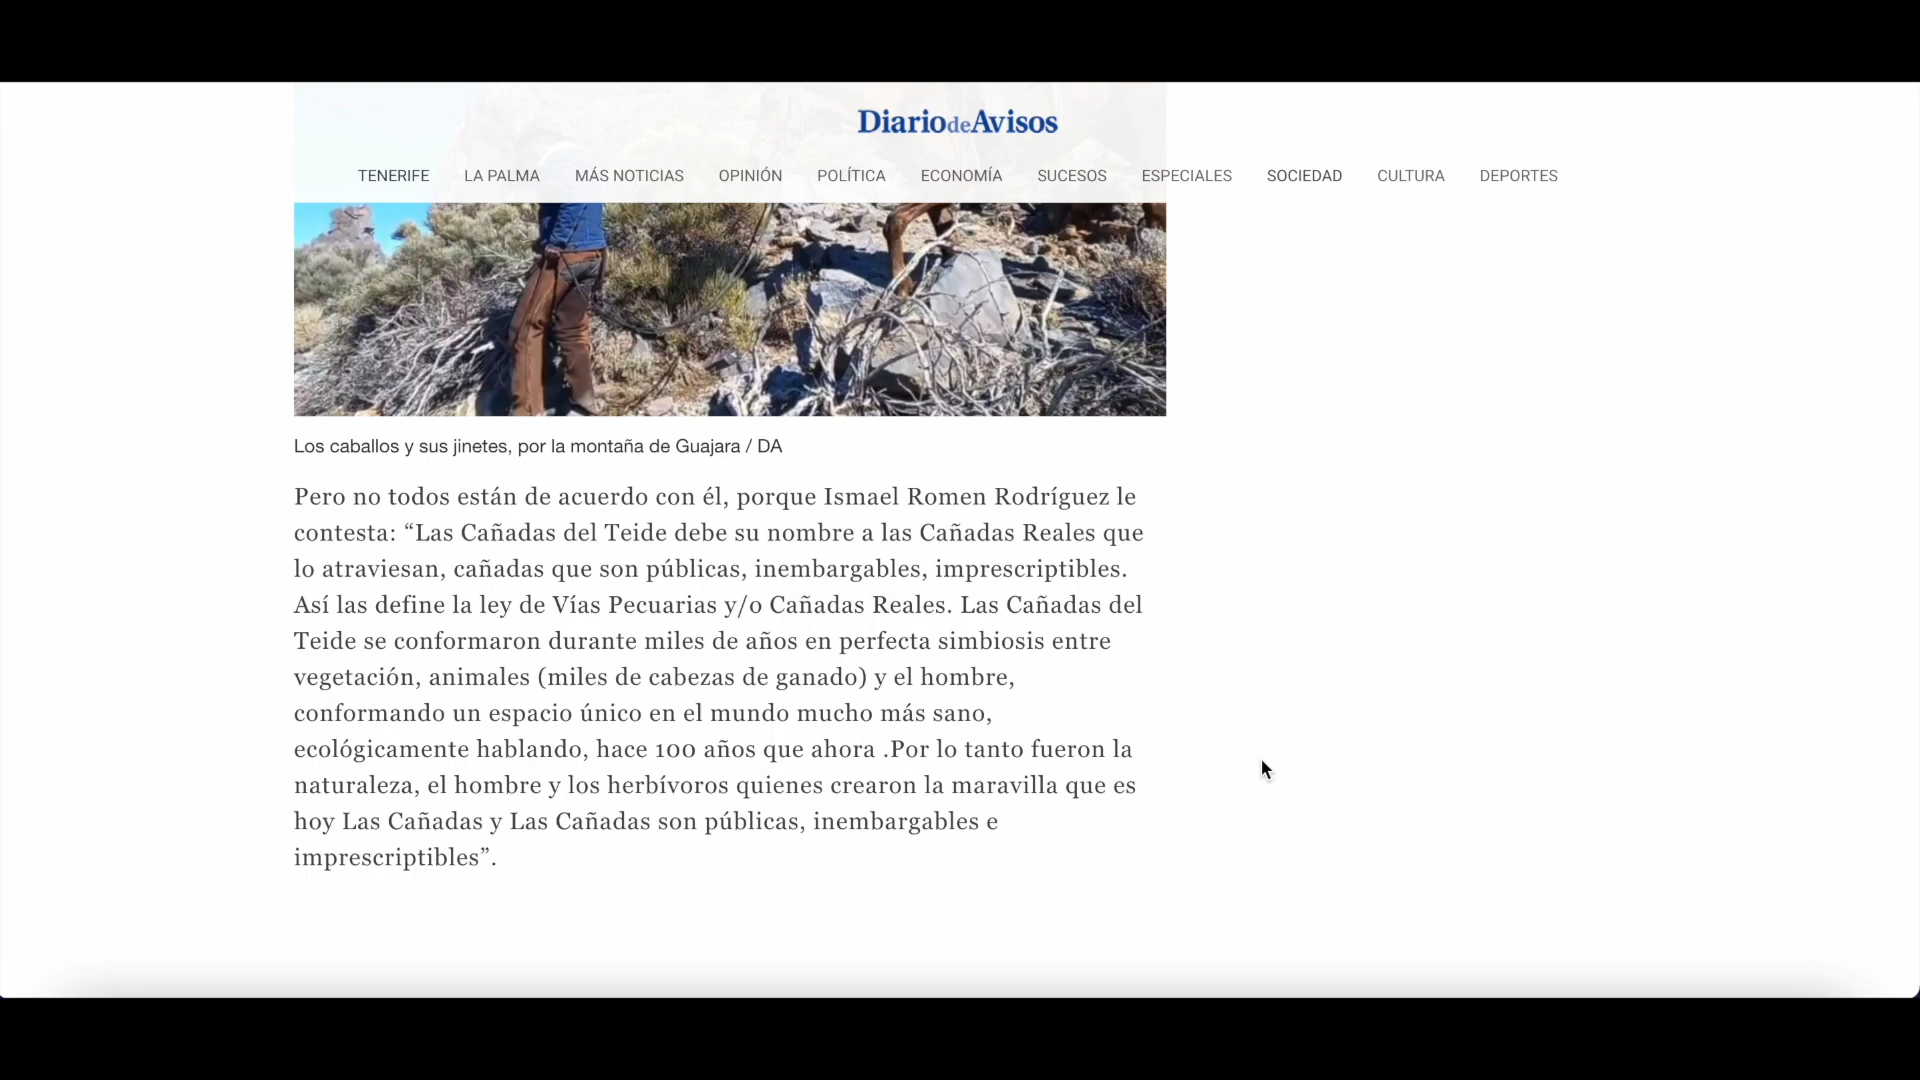 DiariodeAvisos
TENERIFE LA PALMA MÁS NOTICIAS OPINIÓN POLÍTICA ECONOMÍA SUCESOS ESPECIALES SOCIEDAD CULTURA DEPORTES
Los caballos y sus jinetes, por la montaña de Guajara / DA
Pero no todos están de acuerdo con él, porque Ismael Romen Rodríguez le
contesta: “Las Cañadas del Teide debe su nombre a las Cañadas Reales que
lo atraviesan, cañadas que son públicas, inembargables, imprescriptibles.
Así las define la ley de Vías Pecuarias y/o Cañadas Reales. Las Cañadas del
Teide se conformaron durante miles de años en perfecta simbiosis entre
vegetación, animales (miles de cabezas de ganado) y el hombre,
conformando un espacio único en el mundo mucho más sano,
ecológicamente hablando, hace 100 años que ahora .Por lo tanto fueron la
naturaleza, el hombre y los herbívoros quienes crearon la maravilla que es
hoy Las Cañadas y Las Cañadas son públicas, inembargables e
imprescriptibles”.